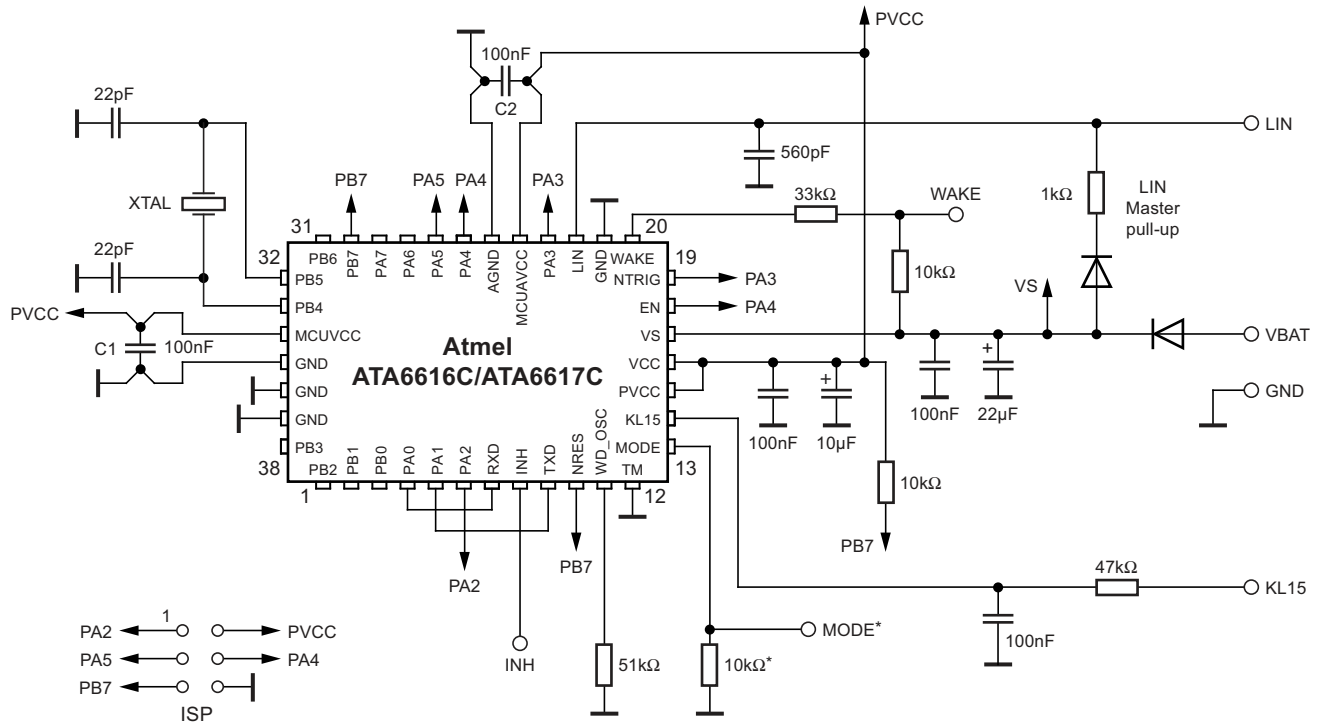 PVCC
100nF
C2
22pF
LIN
560pF
PB7
PA5
PA4
PA3
33kΩ
WAKE
1kΩ
LIN
Master
pull-up
XTAL
31
20
22pF
32
PB6
PB7
PA7
PA6
PA5
PA4
AGND
MCUAVCC
PA3
LIN
GND
WAKE
19
10kΩ
PB5
NTRIG
PA3
VS
PB4
EN
PA4
PVCC
MCUVCC
VS
VBAT
C1
100nF
Atmel
ATA6616C/ATA6617C
GND
VCC
+
+
GND
PVCC
100nF
22µF
GND
GND
KL15
100nF
10µF
PB3
MODE
38
PB2
PB1
PB0
PA0
PA1
PA2
RXD
INH
TXD
NRES
WD_OSC
TM
13
1
12
10kΩ
PB7
PB7
PA2
47kΩ
KL15
1
PA2
PVCC
MODE*
100nF
PA5
PA4
INH
51kΩ
10kΩ*
PB7
ISP